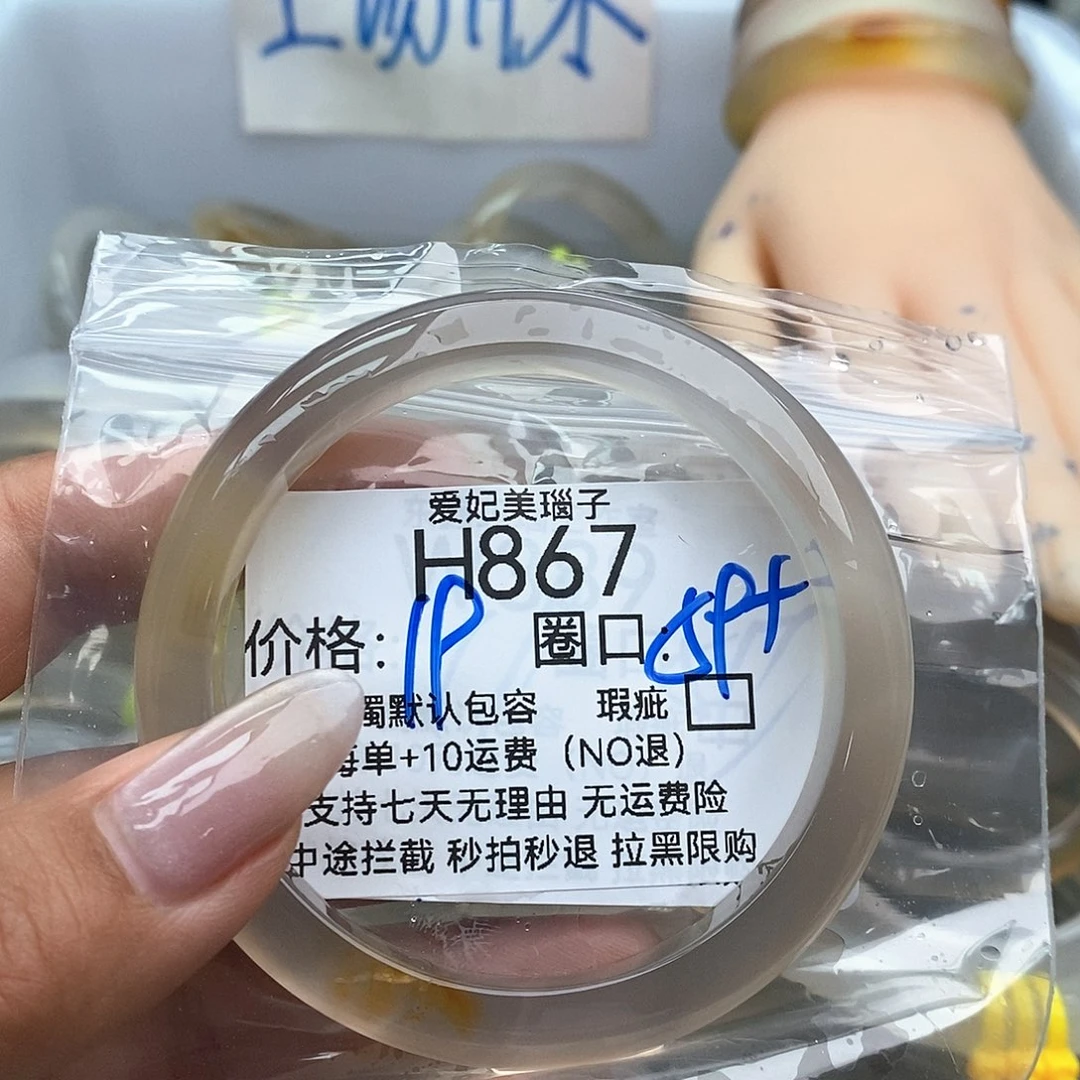 爱妃美瑙子
H867
价格: 1P 圈口: 5P+
默认包容 瑕疵
单+10运费（NO退）
支持七天无理由 无运费险
中途拦截 秒拍秒退 拉黑限购